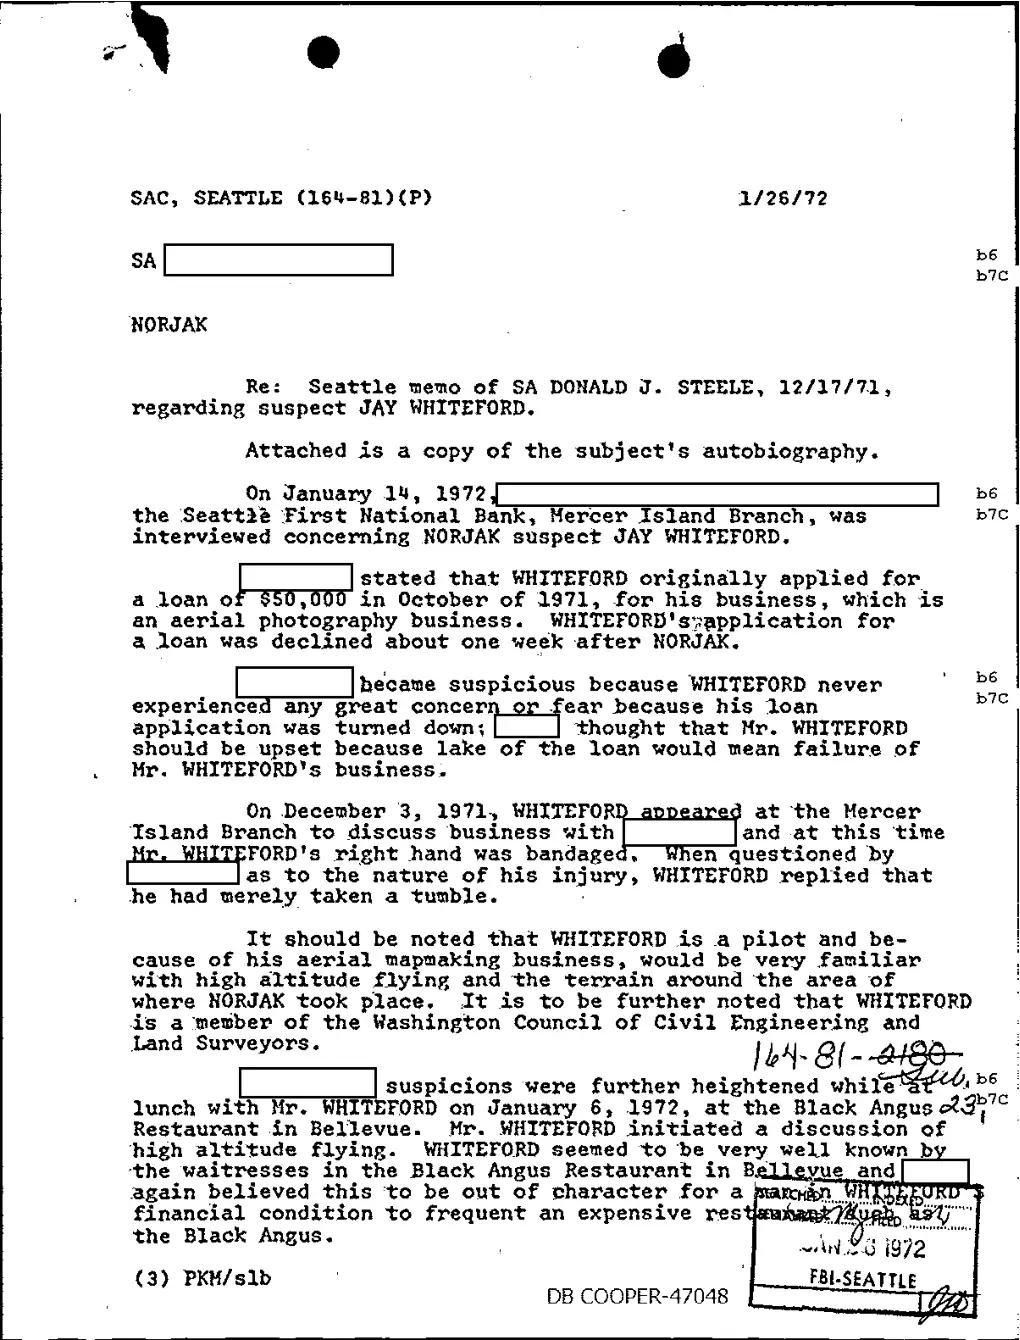 SAC, SEATTLE (164-81)(P) 1/26/72
SA b6
b7C
NORJAK
Re: Seattle memo of SA DONALD J. STEELE, 12/17/71,
regarding suspect JAY WHITEFORD.
Attached is a copy of the subject's autobiography.
On January 14, 1972, b6
the Seattle First National Bank, Mercer Island Branch, was b7C
interviewed concerning NORJAK suspect JAY WHITEFORD.
stated that WHITEFORD originally applied for
a loan of $50,000 in October of 1971, for his business, which is
an aerial photography business. WHITEFORD's application for
a loan was declined about one week after NORJAK.
became suspicious because WHITEFORD never b6
experienced any great concern or fear because his loan b7C
application was turned down; thought that Mr. WHITEFORD
should be upset because lake of the loan would mean failure of
Mr. WHITEFORD's business.
On December 3, 1971, WHITEFORD appeared at the Mercer
Island Branch to discuss business with and at this time
Mr. WHITEFORD's right hand was bandaged. When questioned by
as to the nature of his injury, WHITEFORD replied that
he had merely taken a tumble.
It should be noted that WHITEFORD is a pilot and be-
cause of his aerial mapmaking business, would be very familiar
with high altitude flying and the terrain around the area of
where NORJAK took place. It is to be further noted that WHITEFORD
is a member of the Washington Council of Civil Engineering and
Land Surveyors.
164-81-2180
Sub
suspicions were further heightened while at b6
lunch with Mr. WHITEFORD on January 6, 1972, at the Black Angus b7C
Restaurant in Bellevue. Mr. WHITEFORD initiated a discussion of
high altitude flying. WHITEFORD seemed to be very well known by
the waitresses in the Black Angus Restaurant in Bellevue and
again believed this to be out of character for a man in WHITEFORD's
financial condition to frequent an expensive restaurant such as
the Black Angus.
INDEXED
FILED
1972
FBI-SEATTLE
(3) PKM/slb
DB COOPER-47048